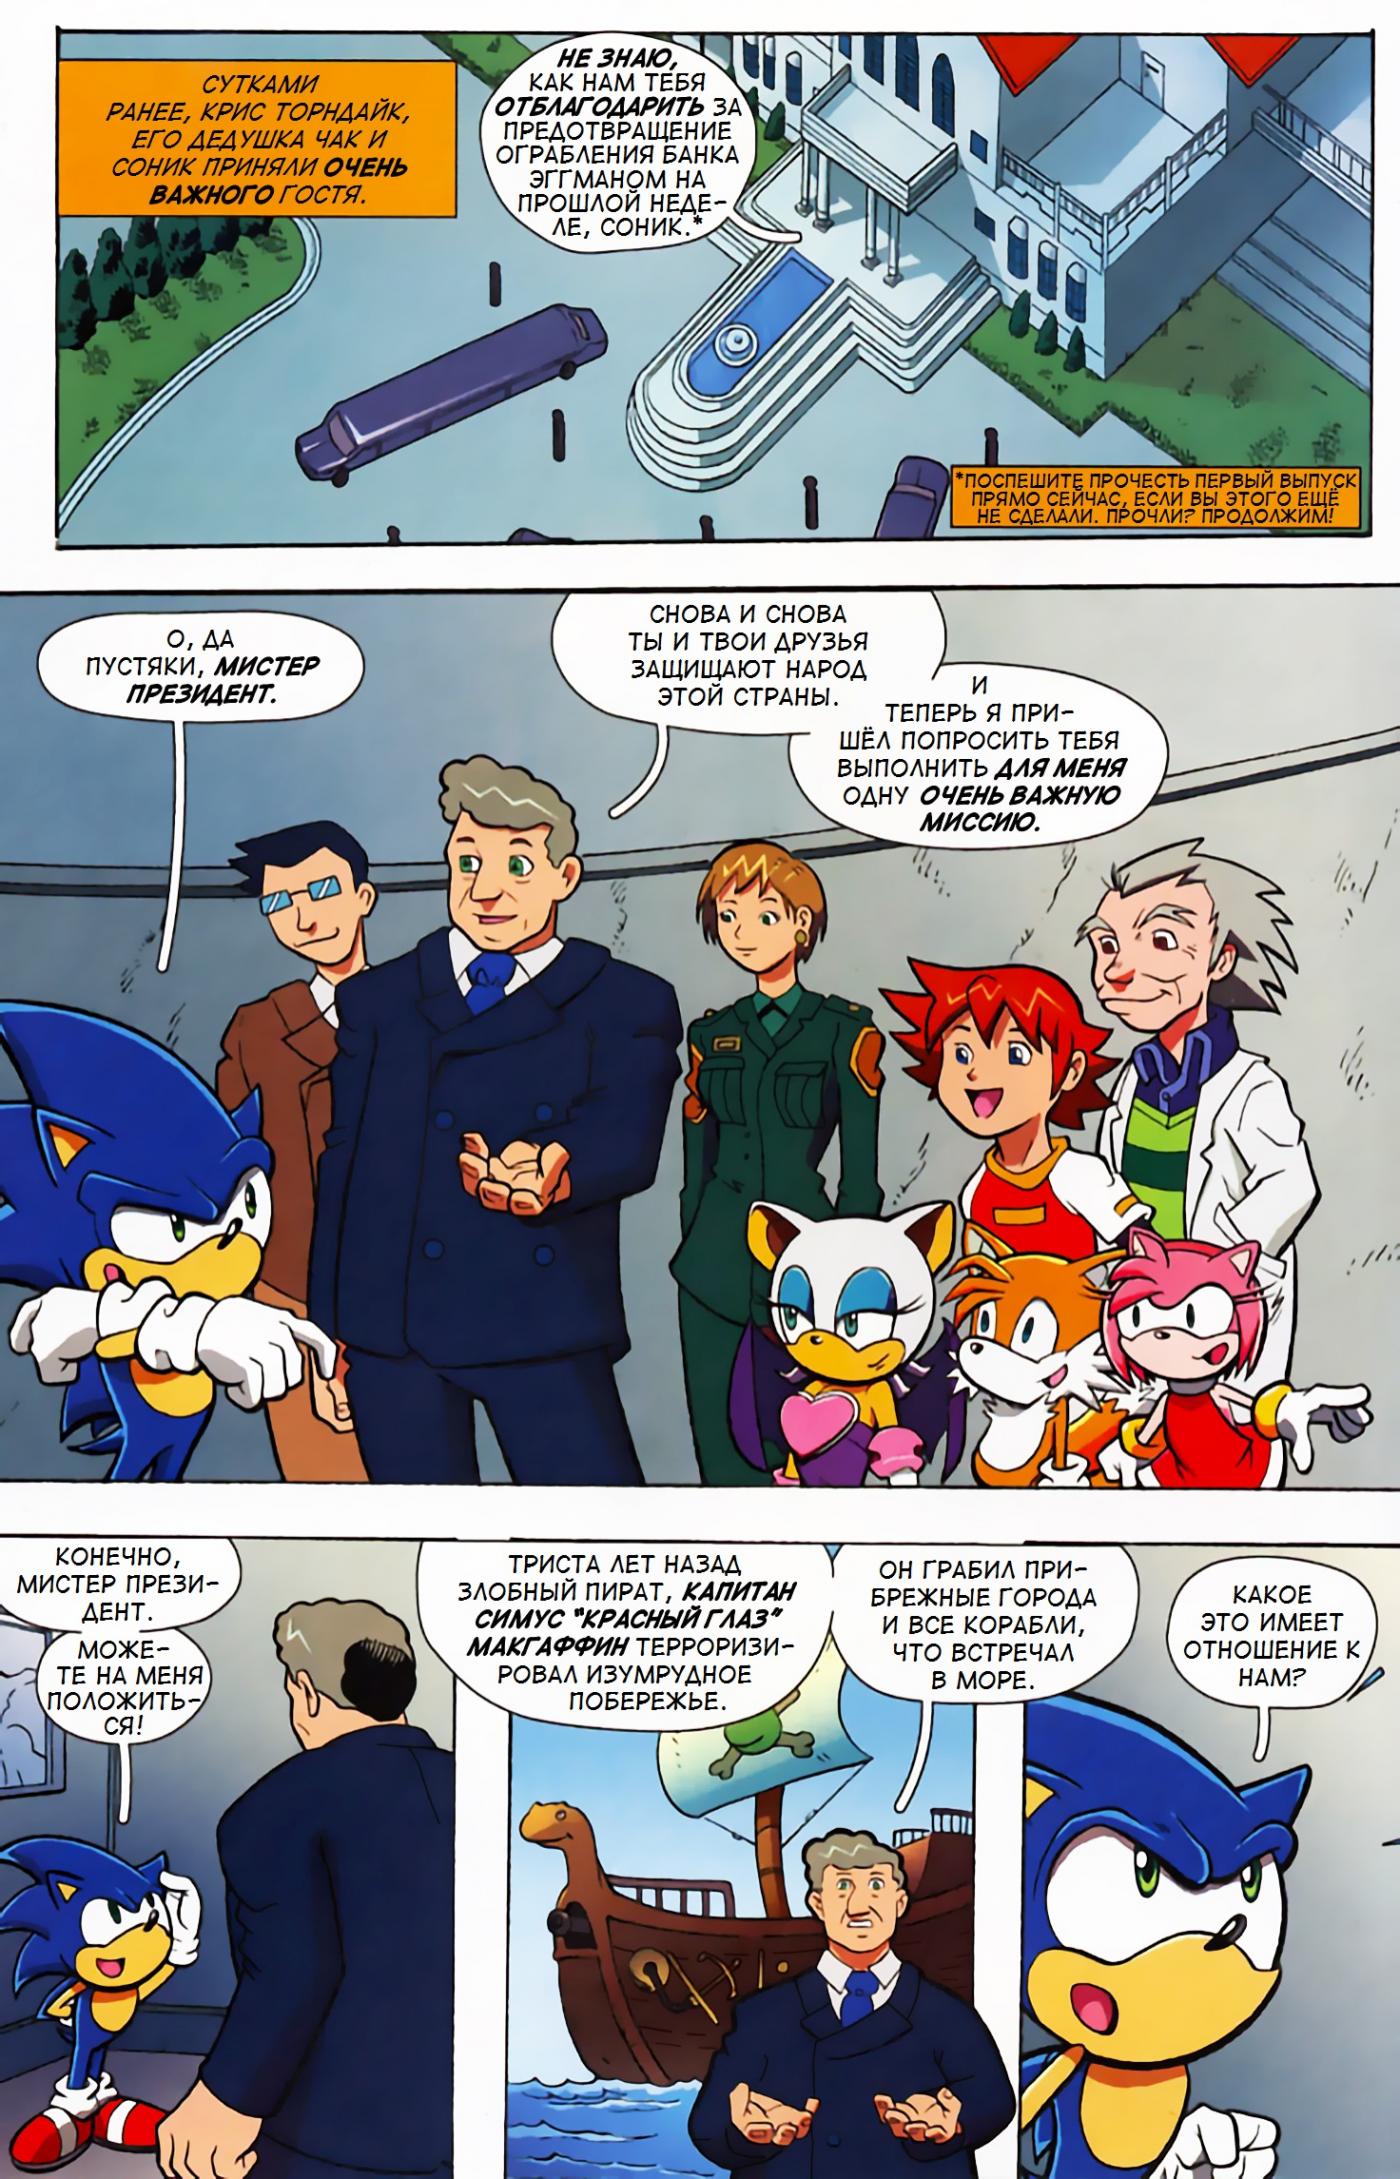 СУТКАМИ
РАНЕЕ, КРИС ТОРНДАЙК,
ЕГО ДЕДУШКА ЧАК И
СОНИК ПРИНЯЛИ ОЧЕНЬ
ВАЖНОГО ГОСТЯ.
НЕ ЗНАЮ,
КАК НАМ ТЕБЯ
ОТБЛАГОДАРИТЬ ЗА
ПРЕДОТВРАЩЕНИЕ
ОГРАБЛЕНИЯ БАНКА
ЭГГМАНОМ НА
ПРОШЛОЙ НЕДЕ-
ЛЕ, СОНИК.*
*ПОСПЕШИТЕ ПРОЧЕСТЬ ПЕРВЫЙ ВЫПУСК
ПРЯМО СЕЙЧАС, ЕСЛИ ВЫ ЭТОГО ЕЩЁ
НЕ СДЕЛАЛИ. ПРОЧЛИ? ПРОДОЛЖИМ!
О, ДА
ПУСТЯКИ, МИСТЕР
ПРЕЗИДЕНТ.
СНОВА И СНОВА
ТЫ И ТВОИ ДРУЗЬЯ
ЗАЩИЩАЮТ НАРОД
ЭТОЙ СТРАНЫ.
И
ТЕПЕРЬ Я ПРИ-
ШЁЛ ПОПРОСИТЬ ТЕБЯ
ВЫПОЛНИТЬ ДЛЯ МЕНЯ
ОДНУ ОЧЕНЬ ВАЖНУЮ
МИССИЮ.
КОНЕЧНО,
МИСТЕР ПРЕЗИ-
ДЕНТ.
МОЖЕ-
ТЕ НА МЕНЯ
ПОЛОЖИТЬ-
СЯ!
ТРИСТА ЛЕТ НАЗАД
ЗЛОБНЫЙ ПИРАТ, КАПИТАН
СИМУС "КРАСНЫЙ ГЛАЗ"
МАКГАФФИН ТЕРРОРИЗИ-
РОВАЛ ИЗУМРУДНОЕ
ПОБЕРЕЖЬЕ.
ОН ГРАБИЛ ПРИ-
БРЕЖНЫЕ ГОРОДА
И ВСЕ КОРАБЛИ,
ЧТО ВСТРЕЧАЛ
В МОРЕ.
КАКОЕ
ЭТО ИМЕЕТ
ОТНОШЕНИЕ К
НАМ?